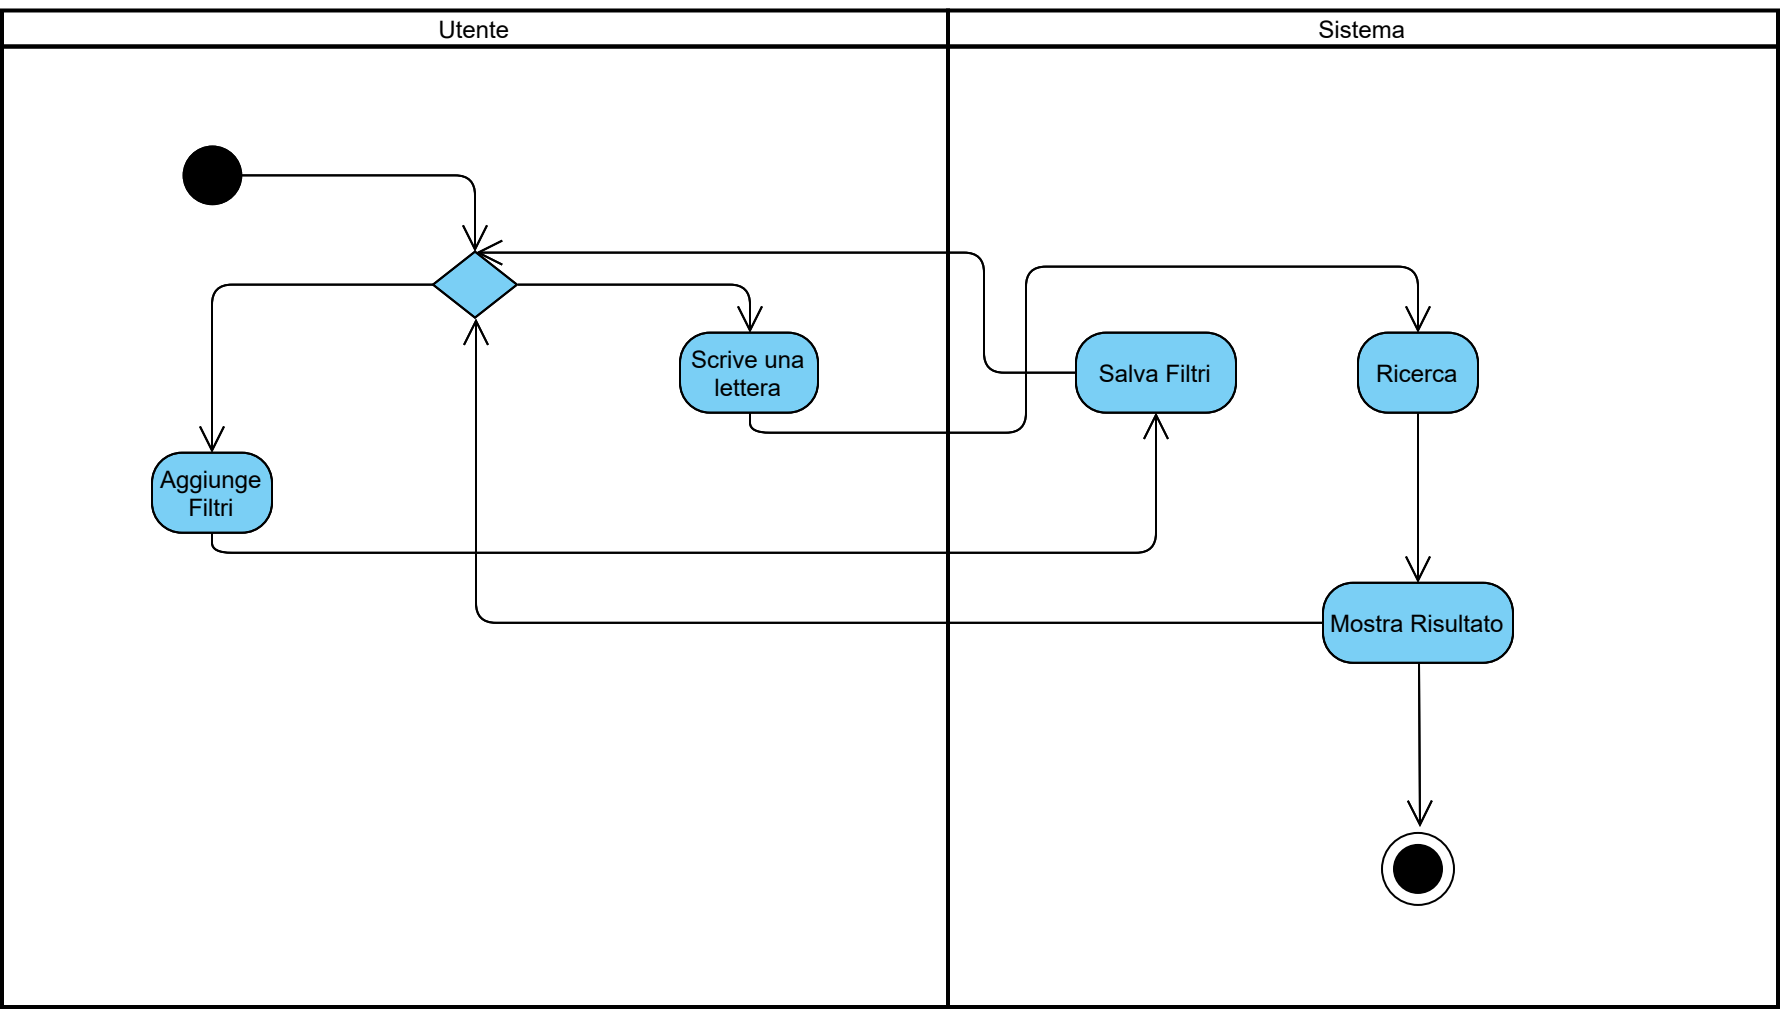 Utente
Sistema
Scrive una
lettera
Salva Filtri
Ricerca
Aggiunge
Filtri
Mostra Risultato